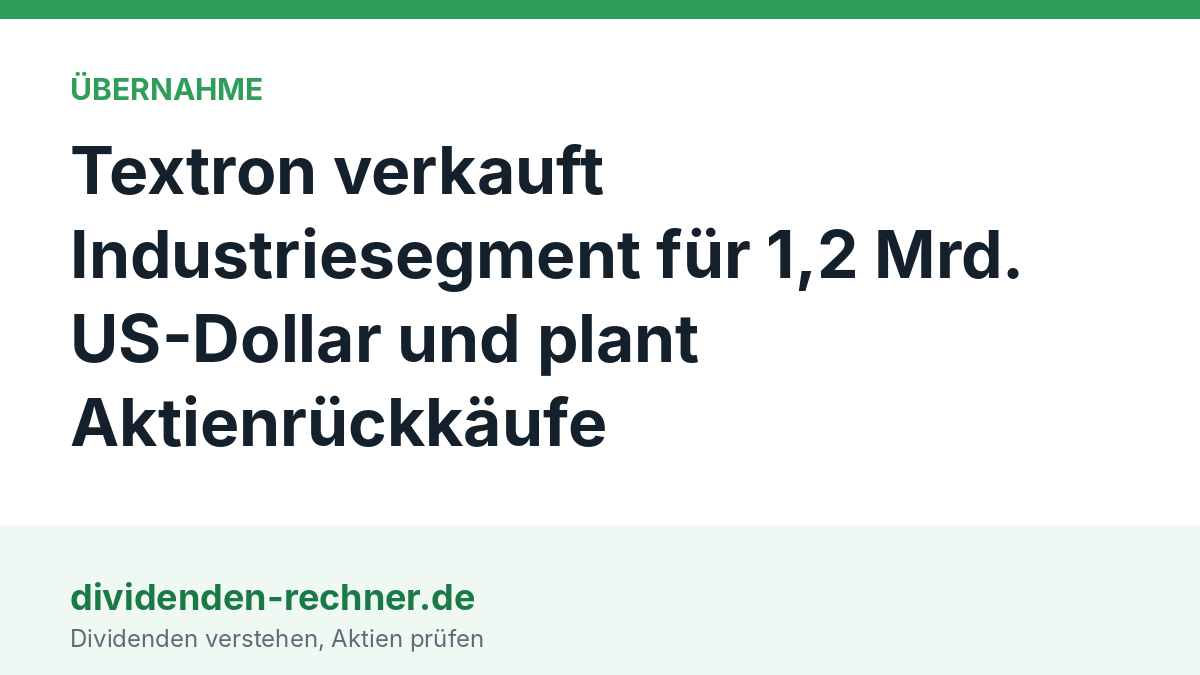 ÜBERNAHME
Textron verkauft
Industriesegment für 1,2 Mrd.
US-Dollar und plant
Aktienrückkäufe
dividenden-rechner.de
Dividenden verstehen, Aktien prüfen